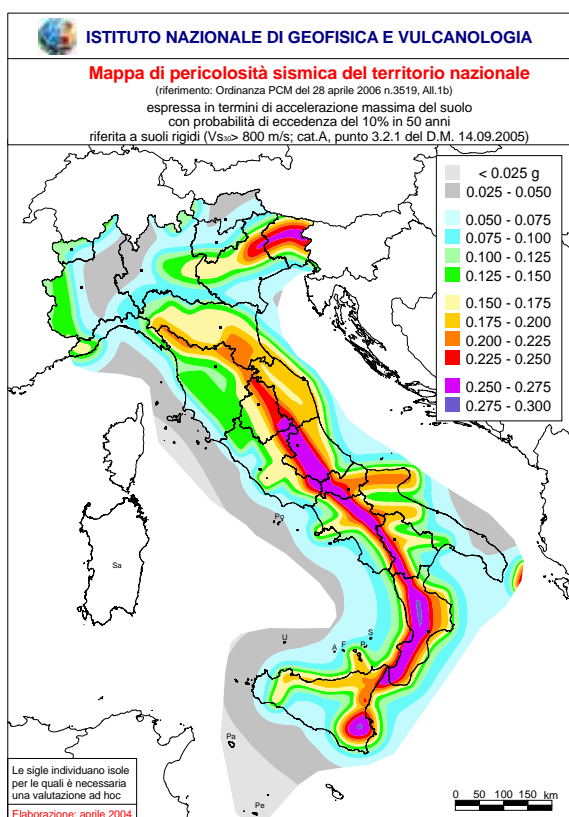 ISTITUTO NAZIONALE DI GEOFISICA E VULCANOLOGIA
Mappa di pericolosità sismica del territorio nazionale
(riferimento: Ordinanza PCM del 28 aprile 2006 n.3519, All.1b)
espressa in termini di accelerazione massima del suolo
con probabilità di eccedenza del 10% in 50 anni
riferita a suoli rigidi (Vs30> 800 m/s; cat.A, punto 3.2.1 del D.M. 14.09.2005)
< 0.025 g
0.025 - 0.050
0.050 - 0.075
0.075 - 0.100
0.100 - 0.125
0.125 - 0.150
0.150 - 0.175
0.175 - 0.200
0.200 - 0.225
0.225 - 0.250
0.250 - 0.275
0.275 - 0.300
Po
Sa
U
A
F
P
S
Pa
Pe
Le sigle individuano isole
per le quali è necessaria
una valutazione ad hoc
Elaborazione: aprile 2004
0 50 100 150 km